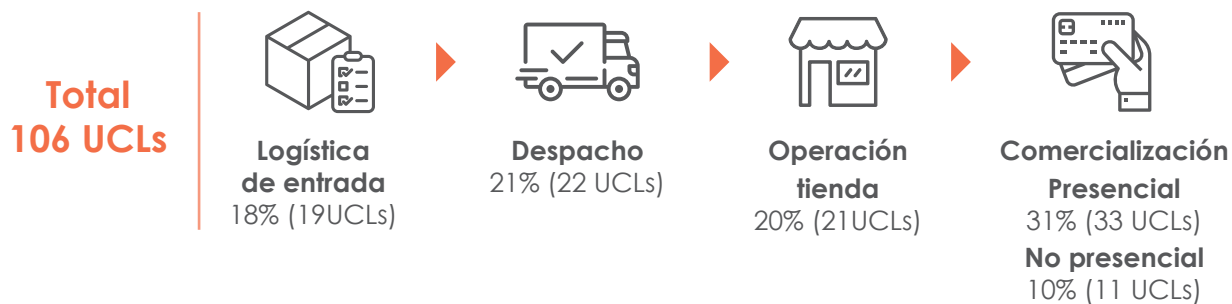 Total
106 UCLs
Logística
de entrada
18% (19UCLs)
Despacho
21% (22 UCLs)
Operación
tienda
20% (21UCLs)
Comercialización
Presencial
31% (33 UCLs)
No presencial
10% (11 UCLs)